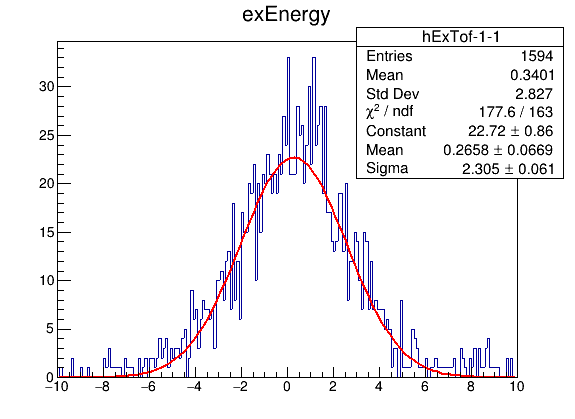 exEnergy
hExTof-1-1
Entries 1594
Mean 0.3401
Std Dev 2.827
χ² / ndf 177.6 / 163
Constant 22.72 ± 0.86
Mean 0.2658 ± 0.0669
Sigma 2.305 ± 0.061
30
25
20
15
10
5
0
−10 −8 −6 −4 −2 0 2 4 6 8 10